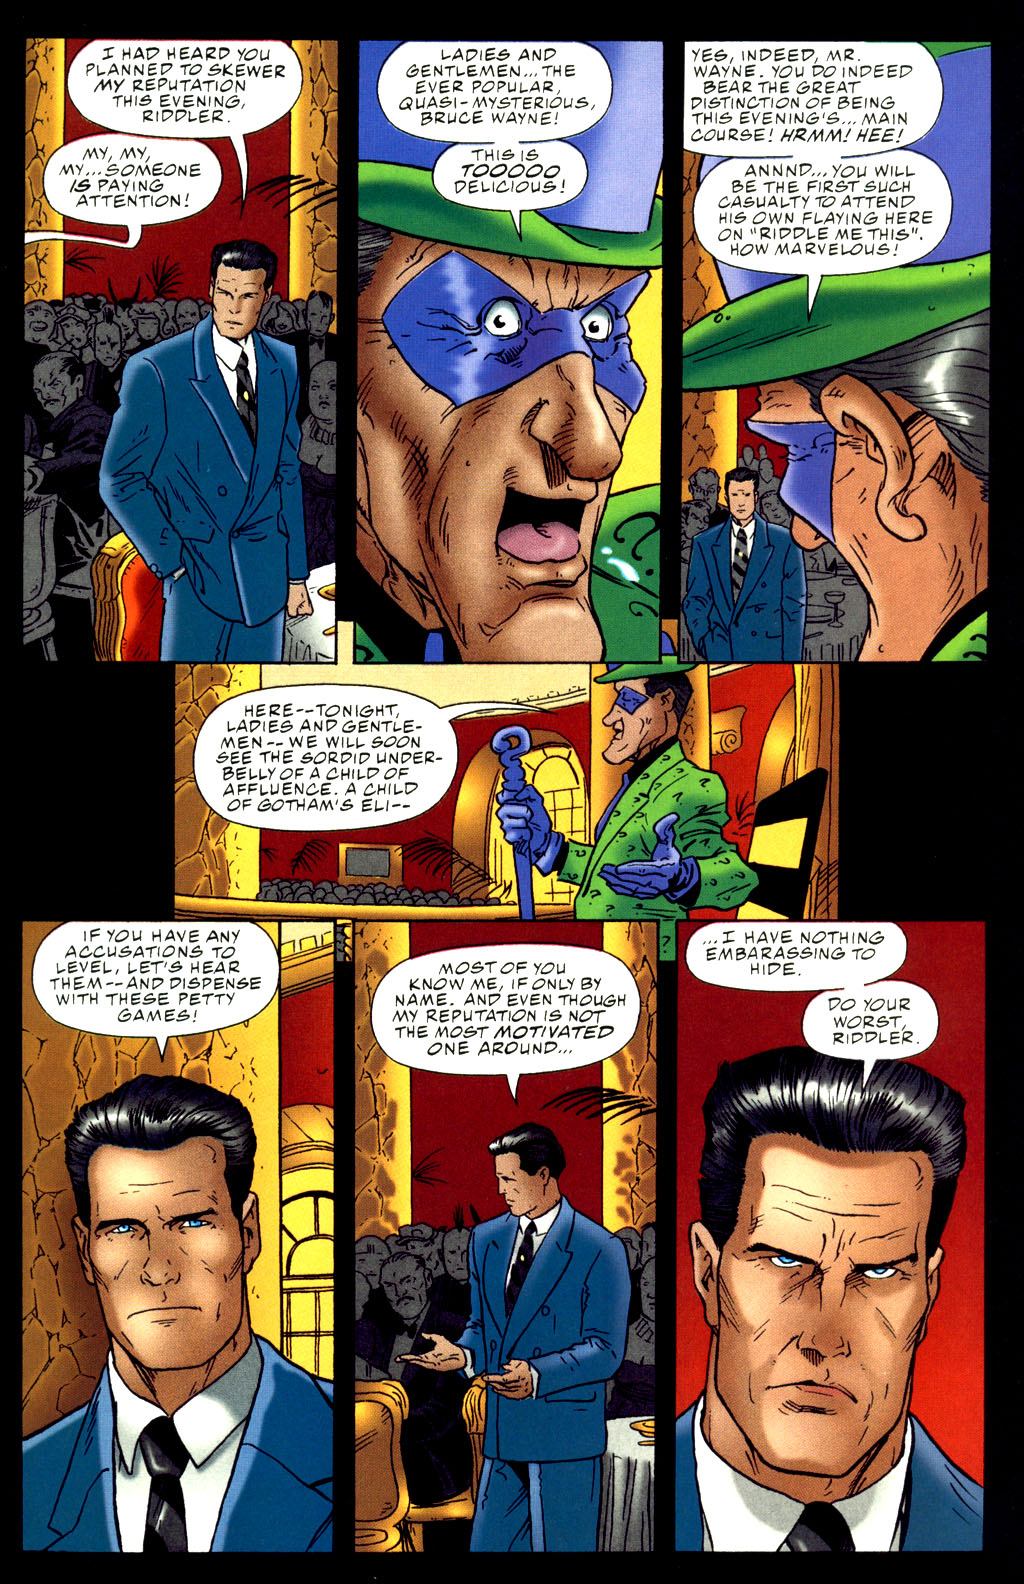 I HAD HEARD YOU
PLANNED TO SKEWER
MY REPUTATION
THIS EVENING,
RIDDLER.
MY, MY,
MY...SOMEONE
IS PAYING
ATTENTION!
LADIES AND
GENTLEMEN... THE
EVER POPULAR,
QUASI-MYSTERIOUS,
BRUCE WAYNE!
THIS IS
TOOOOO
DELICIOUS!
YES, INDEED, MR.
WAYNE. YOU DO INDEED
BEAR THE GREAT
DISTINCTION OF BEING
THIS EVENING'S... MAIN
COURSE! HRMM! HEE!
ANNND... YOU WILL
BE THE FIRST SUCH
CASUALTY TO ATTEND
HIS OWN FLAYING HERE
ON "RIDDLE ME THIS".
HOW MARVELOUS!
HERE--TONIGHT,
LADIES AND GENTLE-
MEN-- WE WILL SOON
SEE THE SORDID UNDER-
BELLY OF A CHILD OF
AFFLUENCE. A CHILD
OF GOTHAM'S ELI--
IF YOU HAVE ANY
ACCUSATIONS TO
LEVEL, LET'S HEAR
THEM--AND DISPENSE
WITH THESE PETTY
GAMES!
MOST OF YOU
KNOW ME, IF ONLY BY
NAME. AND EVEN THOUGH
MY REPUTATION IS NOT
THE MOST MOTIVATED
ONE AROUND...
...I HAVE NOTHING
EMBARASSING TO
HIDE.
DO YOUR
WORST,
RIDDLER.